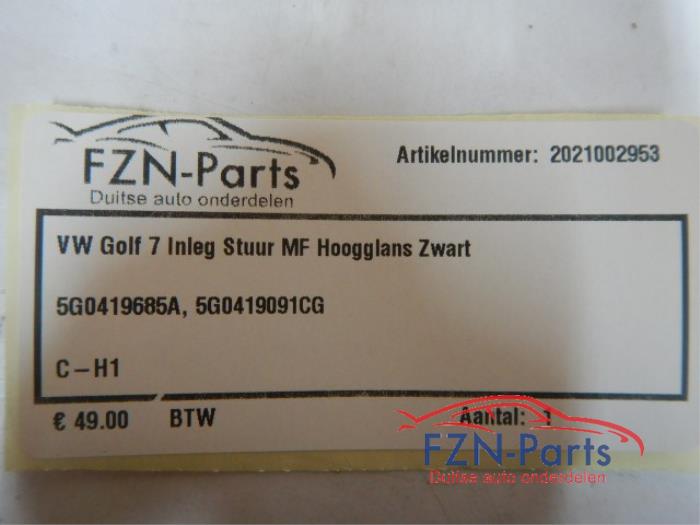 FZN-Parts
Duitse auto onderdelen
Artikelnummer: 2021002953
VW Golf 7 Inleg Stuur MF Hoogglans Zwart
5G0419685A, 5G0419091CG
C-H1
€ 49.00 BTW Aantal: 1
FZN-Parts
Duitse auto onderdelen